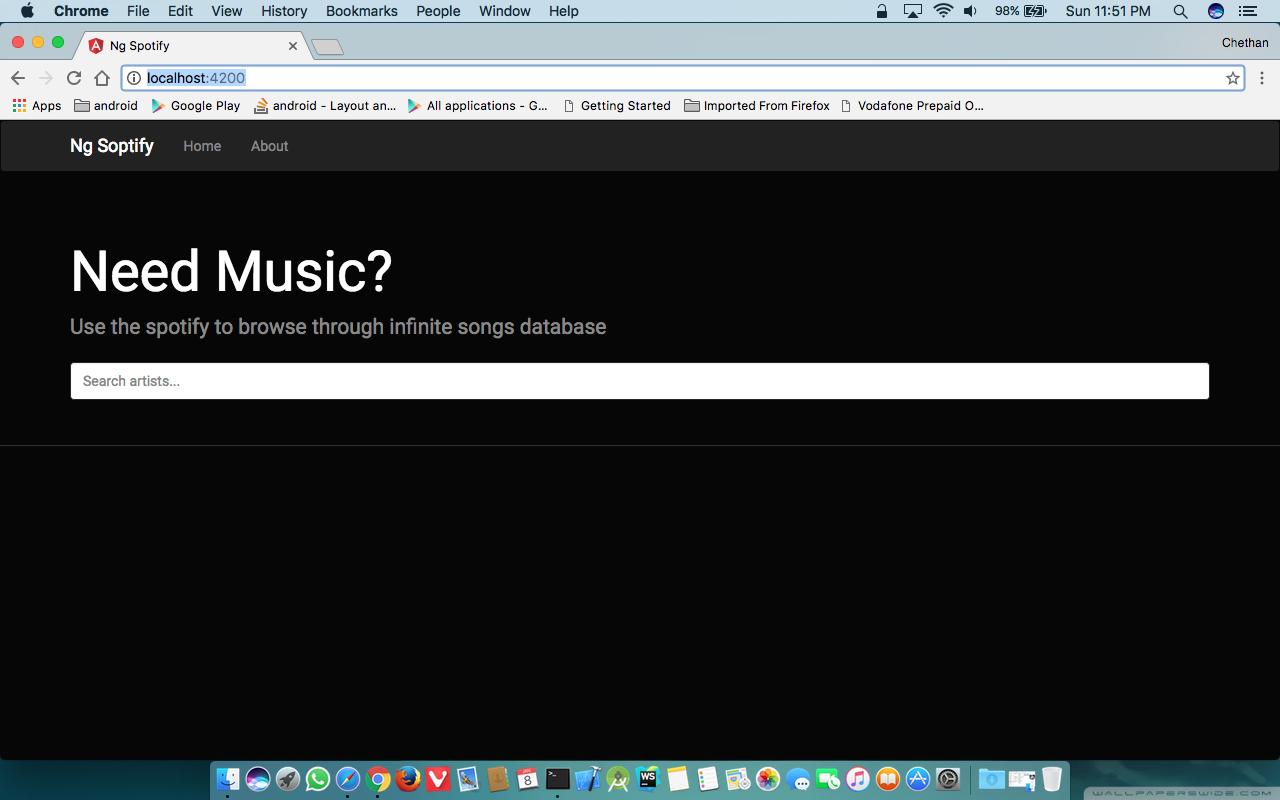 Chrome File Edit View History Bookmarks People Window Help 98% Sun 11:51 PM
Ng Spotify Chethan
localhost:4200
Apps android Google Play android - Layout an... All applications - G... Getting Started Imported From Firefox Vodafone Prepaid O...
Ng Soptify Home About
Need Music?
Use the spotify to browse through infinite songs database
Search artists...
8
WS
WALLPAPERSWIDE.COM